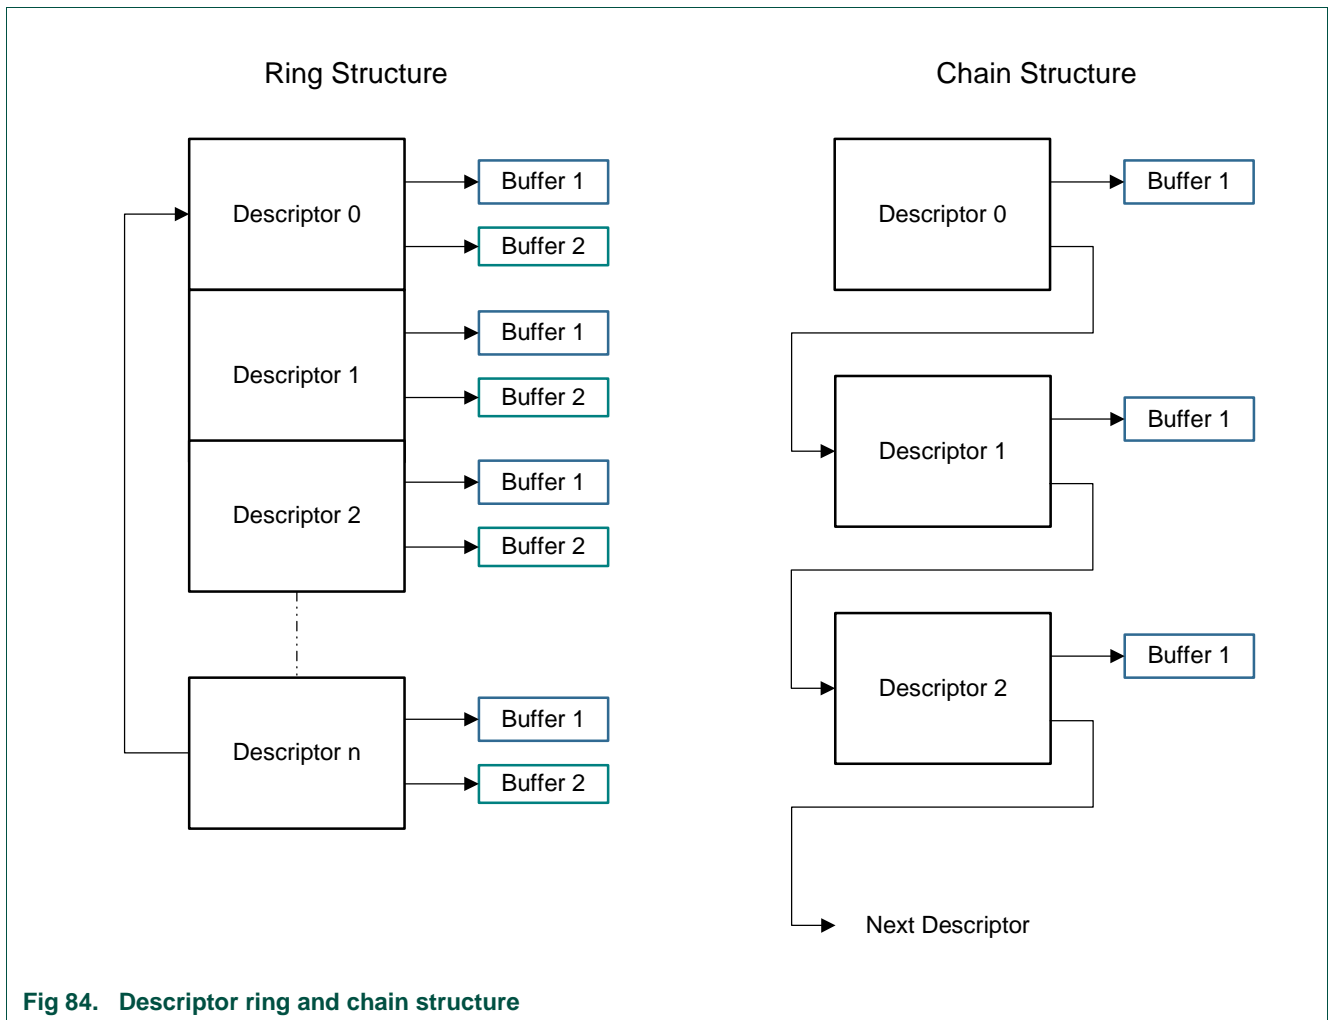 Ring Structure
Descriptor 0
Buffer 1
Buffer 2
Descriptor 1
Buffer 1
Buffer 2
Descriptor 2
Buffer 1
Buffer 2
Descriptor n
Buffer 1
Buffer 2
Chain Structure
Descriptor 0
Buffer 1
Descriptor 1
Buffer 1
Descriptor 2
Buffer 1
Next Descriptor
Fig 84. Descriptor ring and chain structure